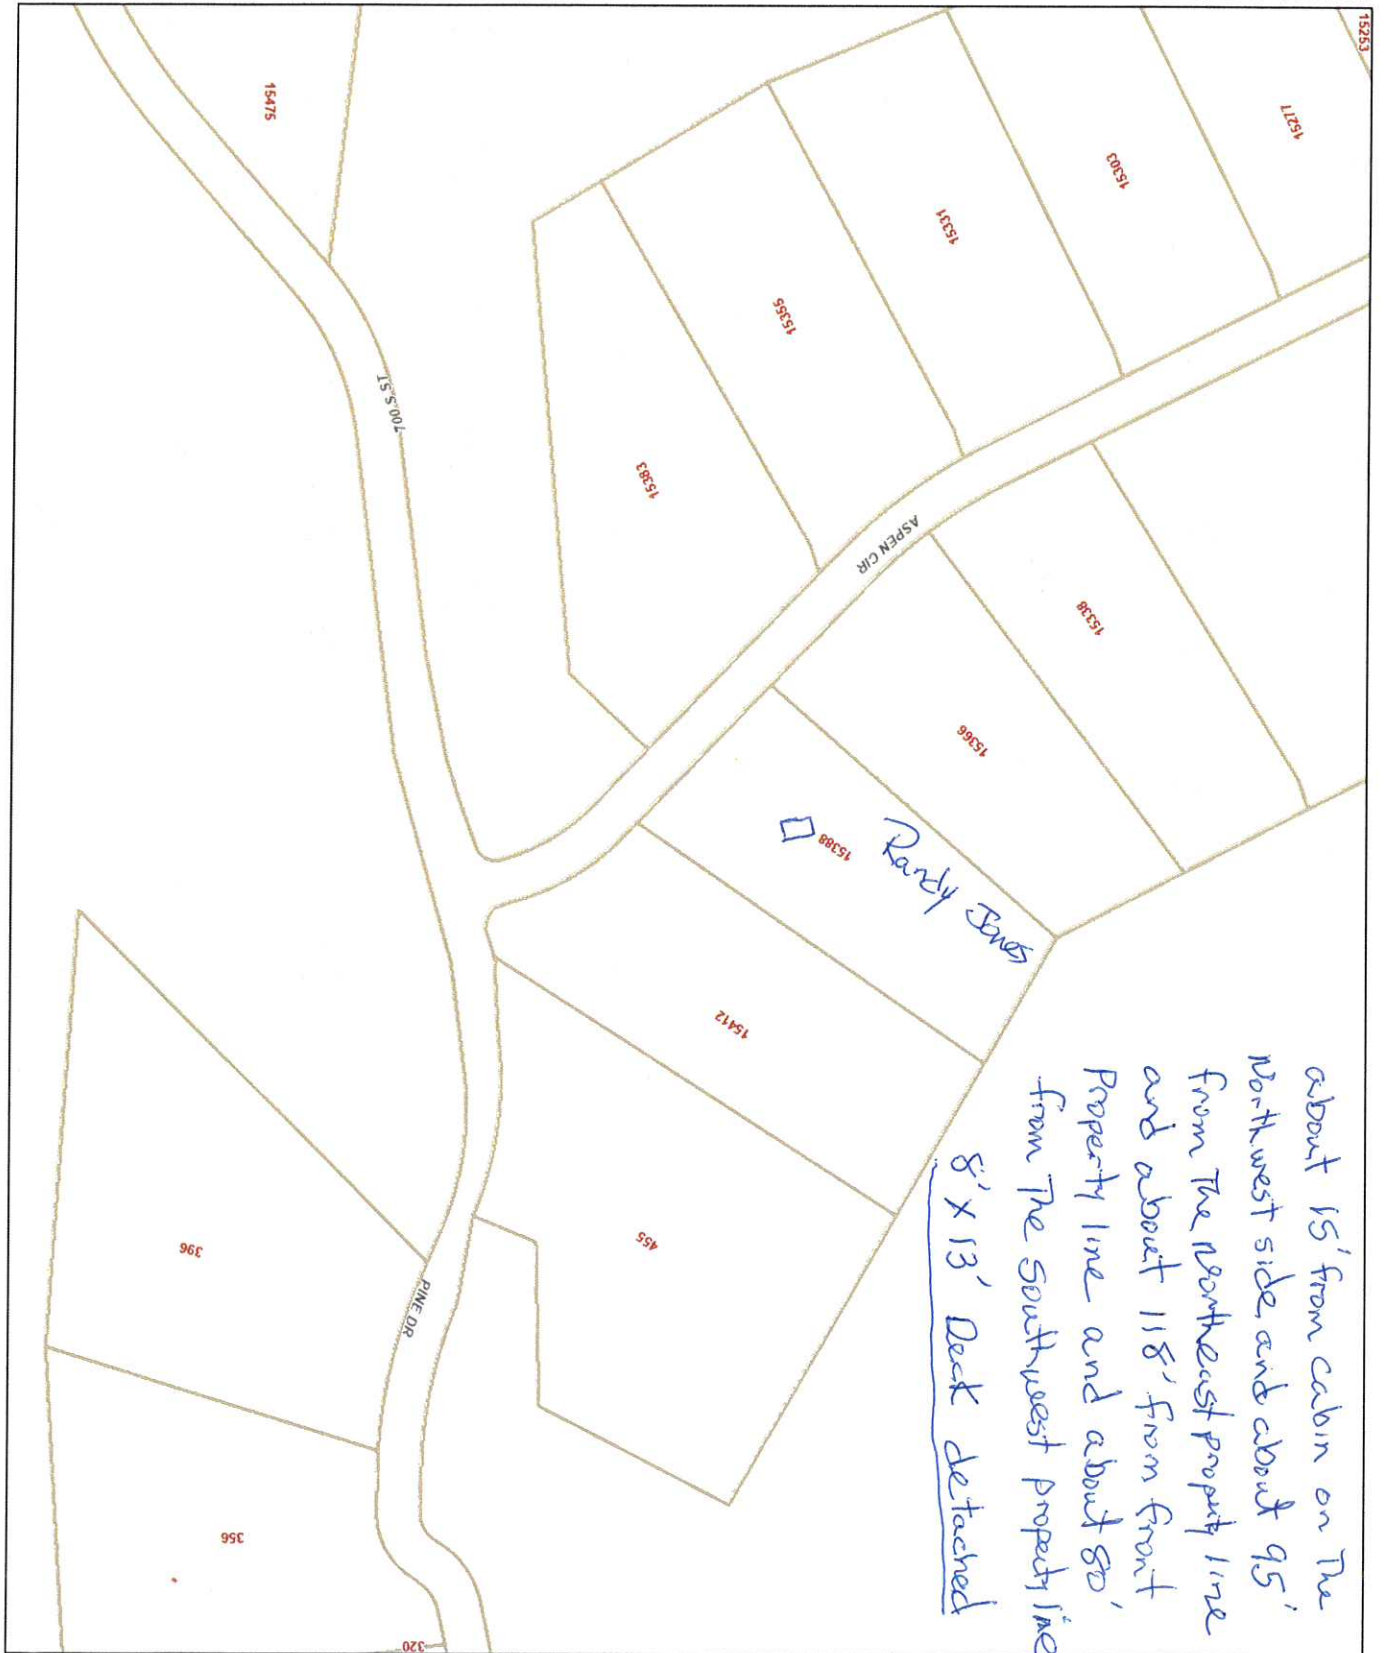 15253
15277
15303
15331
15355
15383
15475
700 S. ST
ASPEN CIR
15338
15366
15388
Randy Jones
15412
455
PINE DR
396
356
320
about 15' from cabin on The
Northwest side, and about 95'
from The Northeast property line
and about 118' from front
Property line and about 80'
from The Southwest property line
8' X 13' Deck detached